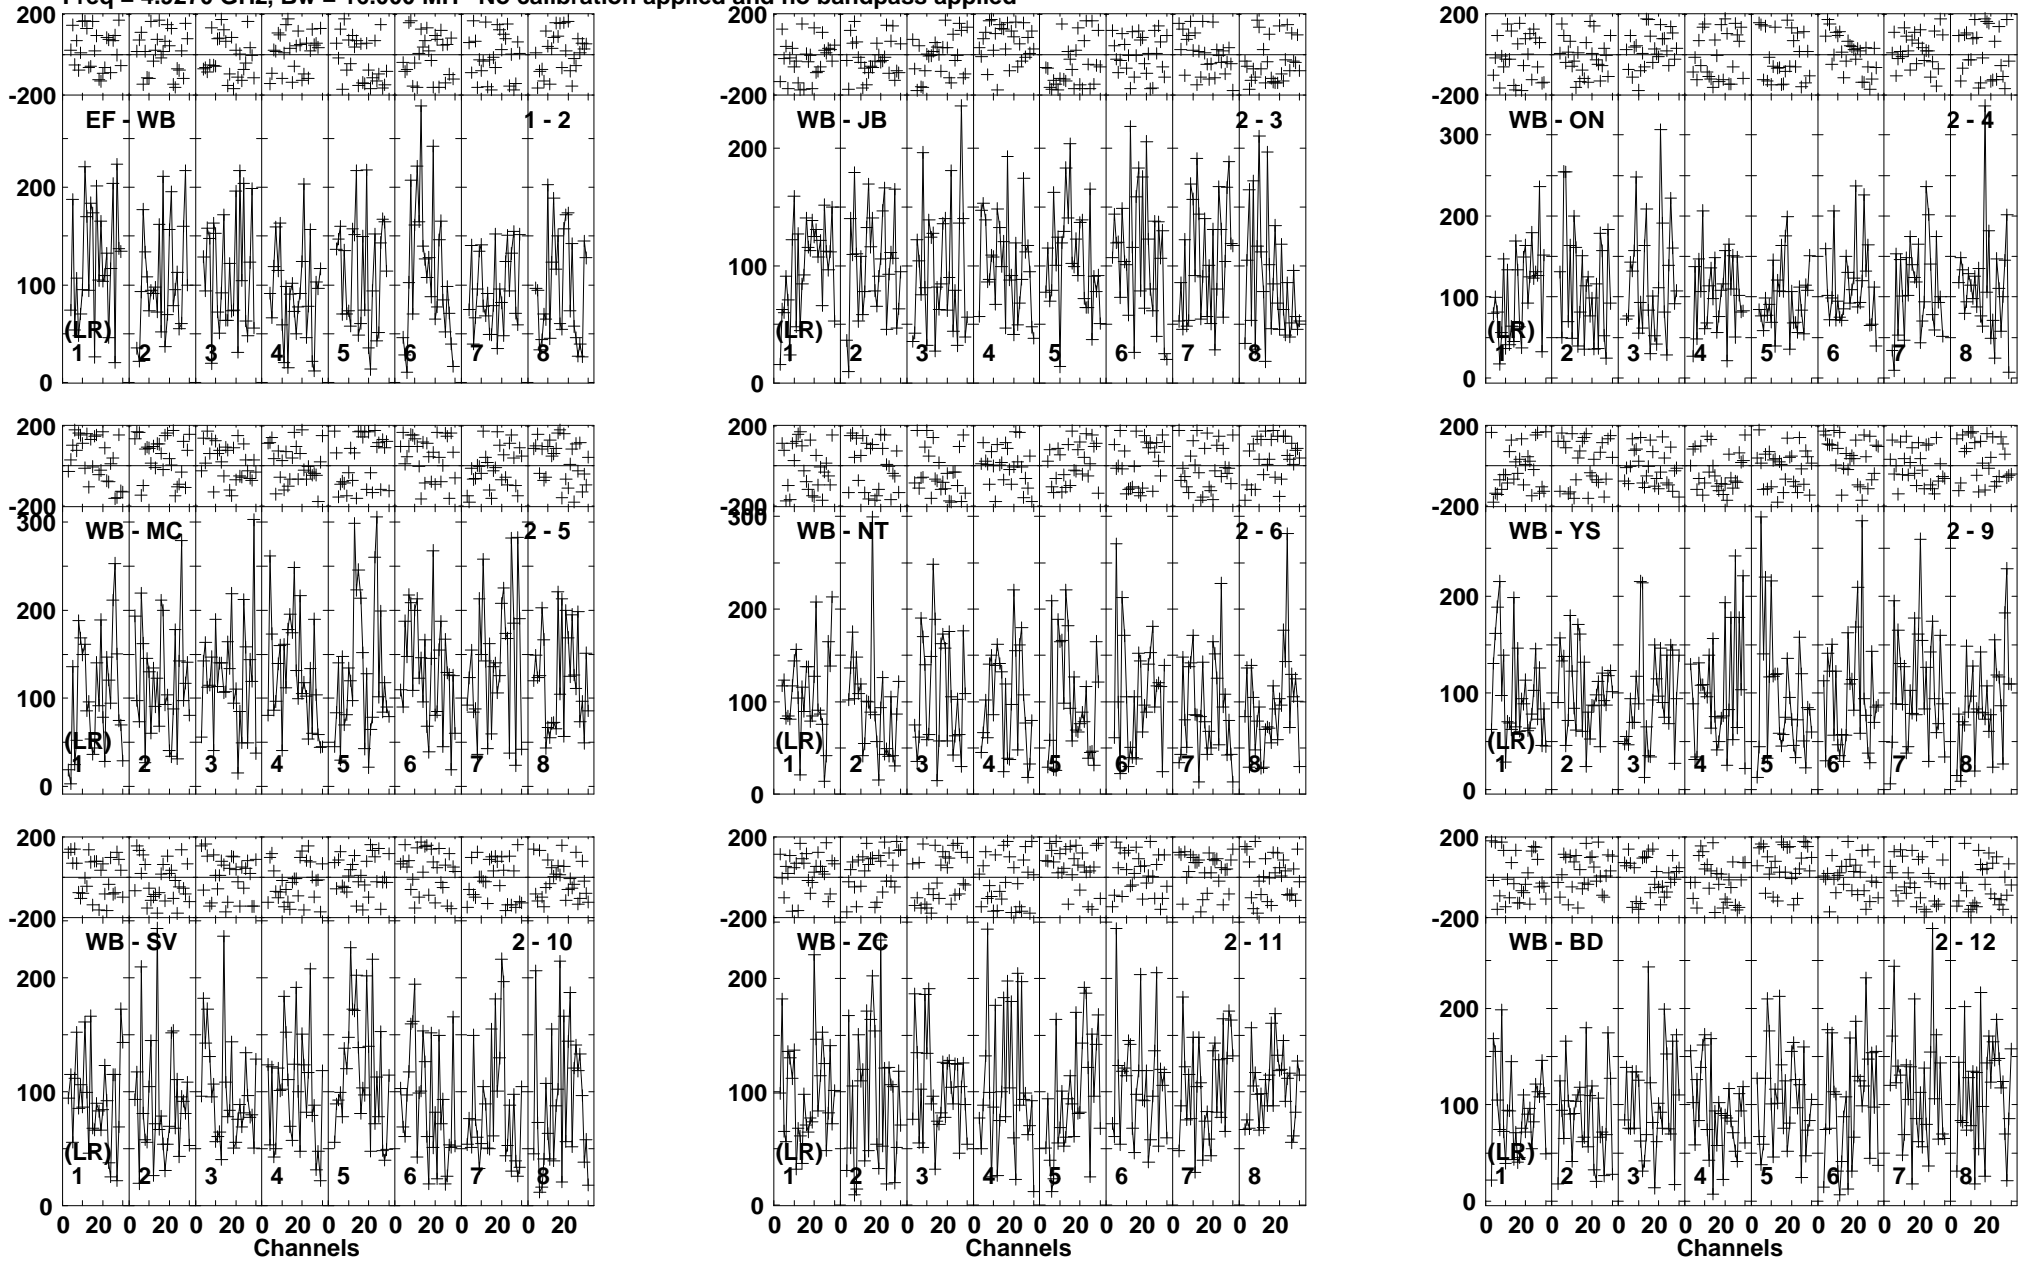 Freq = 4.9270 GHz, Bw = 16.000 MH No calibration applied and no bandpass applied
200 200 200
-200 -200 -200
EF - WB 1 - 2 WB - JB 2 - 3 WB - ON 2 - 4
300
200 200 200
100 100 100
(LR) (LR) (LR)
1 2 3 4 5 6 7 8 1 2 3 4 5 6 7 8 1 2 3 4 5 6 7 8
0 0 0
200 200 200
-200 -200 -200
300 300
WB - MC 2 - 5 WB - NT 2 - 6 WB - YS 2 - 9
200 200 200
100 100 100
(LR) (LR) (LR)
1 2 3 4 5 6 7 8 1 2 3 4 5 6 7 8 1 2 3 4 5 6 7 8
0 0 0
200 200 200
-200 -200 -200
WB - SV 2 - 10 WB - ZC 2 - 11 WB - BD 2 - 12
200 200 200
100 100 100
(LR) (LR) (LR)
1 2 3 4 5 6 7 8 1 2 3 4 5 6 7 8 1 2 3 4 5 6 7 8
0 0 0
0 20 0 20 0 20 0 20 0 20 0 20 0 20 0 20 0 20 0 20 0 20 0 20 0 20 0 20 0 20 0 20 0 20 0 20 0 20 0 20 0 20 0 20 0 20 0 20
Channels Channels Channels